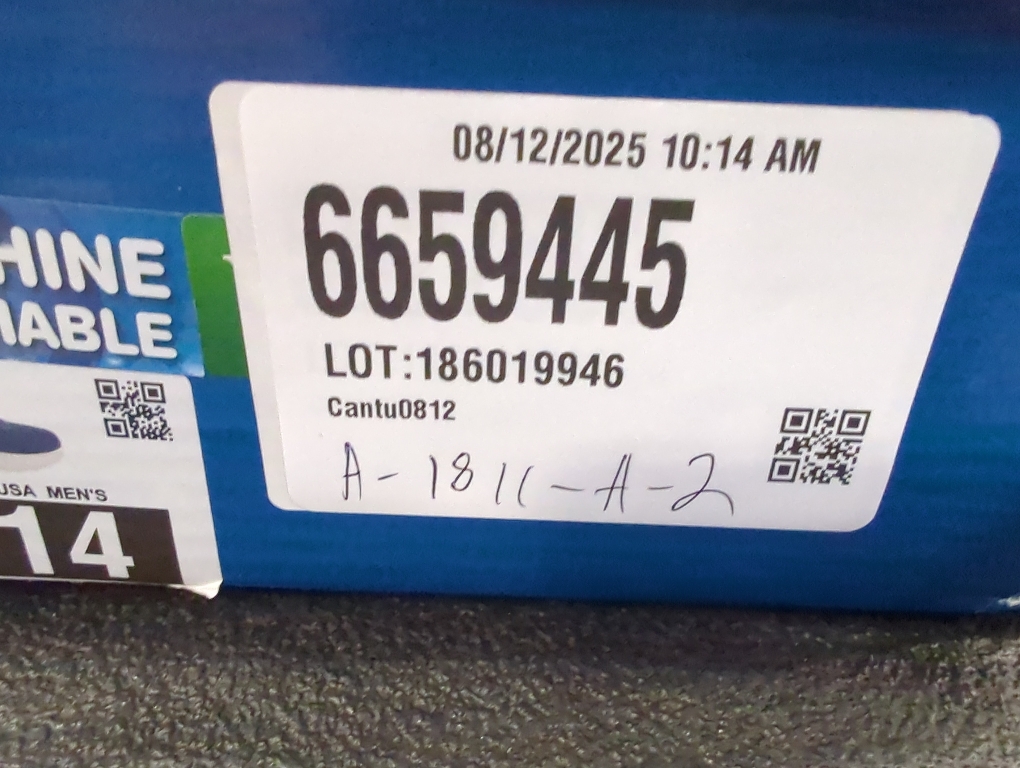 08/12/2025 10:14 AM
6659445
LOT:186019946
Cantu0812
A-1811-A-2
HINE
ABLE
USA MEN'S
14